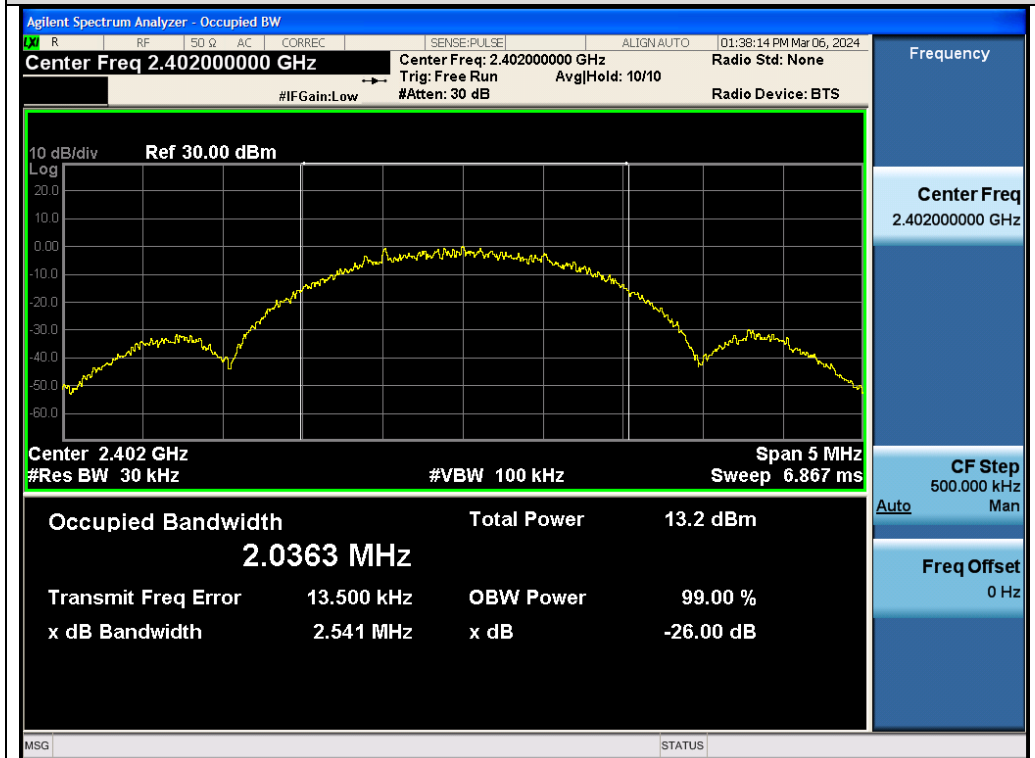 Agilent Spectrum Analyzer - Occupied BW
LXI R RF 50 Ω AC CORREC SENSE:PULSE ALIGN AUTO 01:38:14 PM Mar 06, 2024
Center Freq 2.402000000 GHz
Center Freq: 2.402000000 GHz Radio Std: None
Trig: Free Run Avg|Hold: 10/10
#IFGain:Low #Atten: 30 dB Radio Device: BTS
10 dB/div Ref 30.00 dBm
Log
20.0
10.0
0.00
-10.0
-20.0
-30.0
-40.0
-50.0
-60.0
Center 2.402 GHz Span 5 MHz
#Res BW 30 kHz #VBW 100 kHz Sweep 6.867 ms
Occupied Bandwidth Total Power 13.2 dBm
2.0363 MHz
Transmit Freq Error 13.500 kHz OBW Power 99.00 %
x dB Bandwidth 2.541 MHz x dB -26.00 dB
MSG STATUS
Frequency
Center Freq
2.402000000 GHz
CF Step
500.000 kHz
Auto Man
Freq Offset
0 Hz